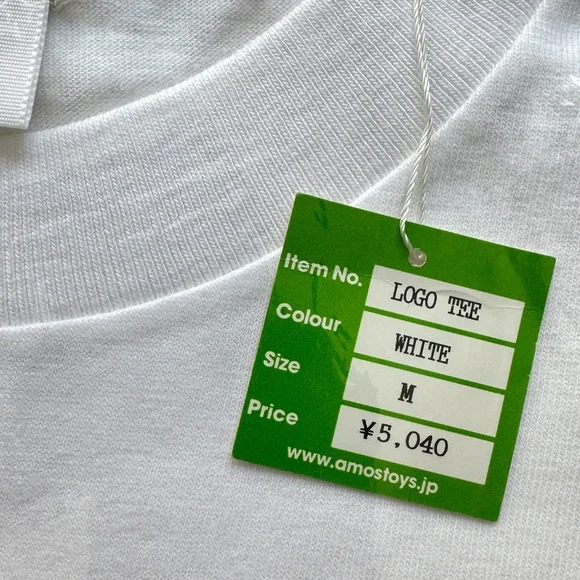 Item No. LOGO TEE
Colour WHITE
Size M
Price ¥5,040
www.amostoys.jp